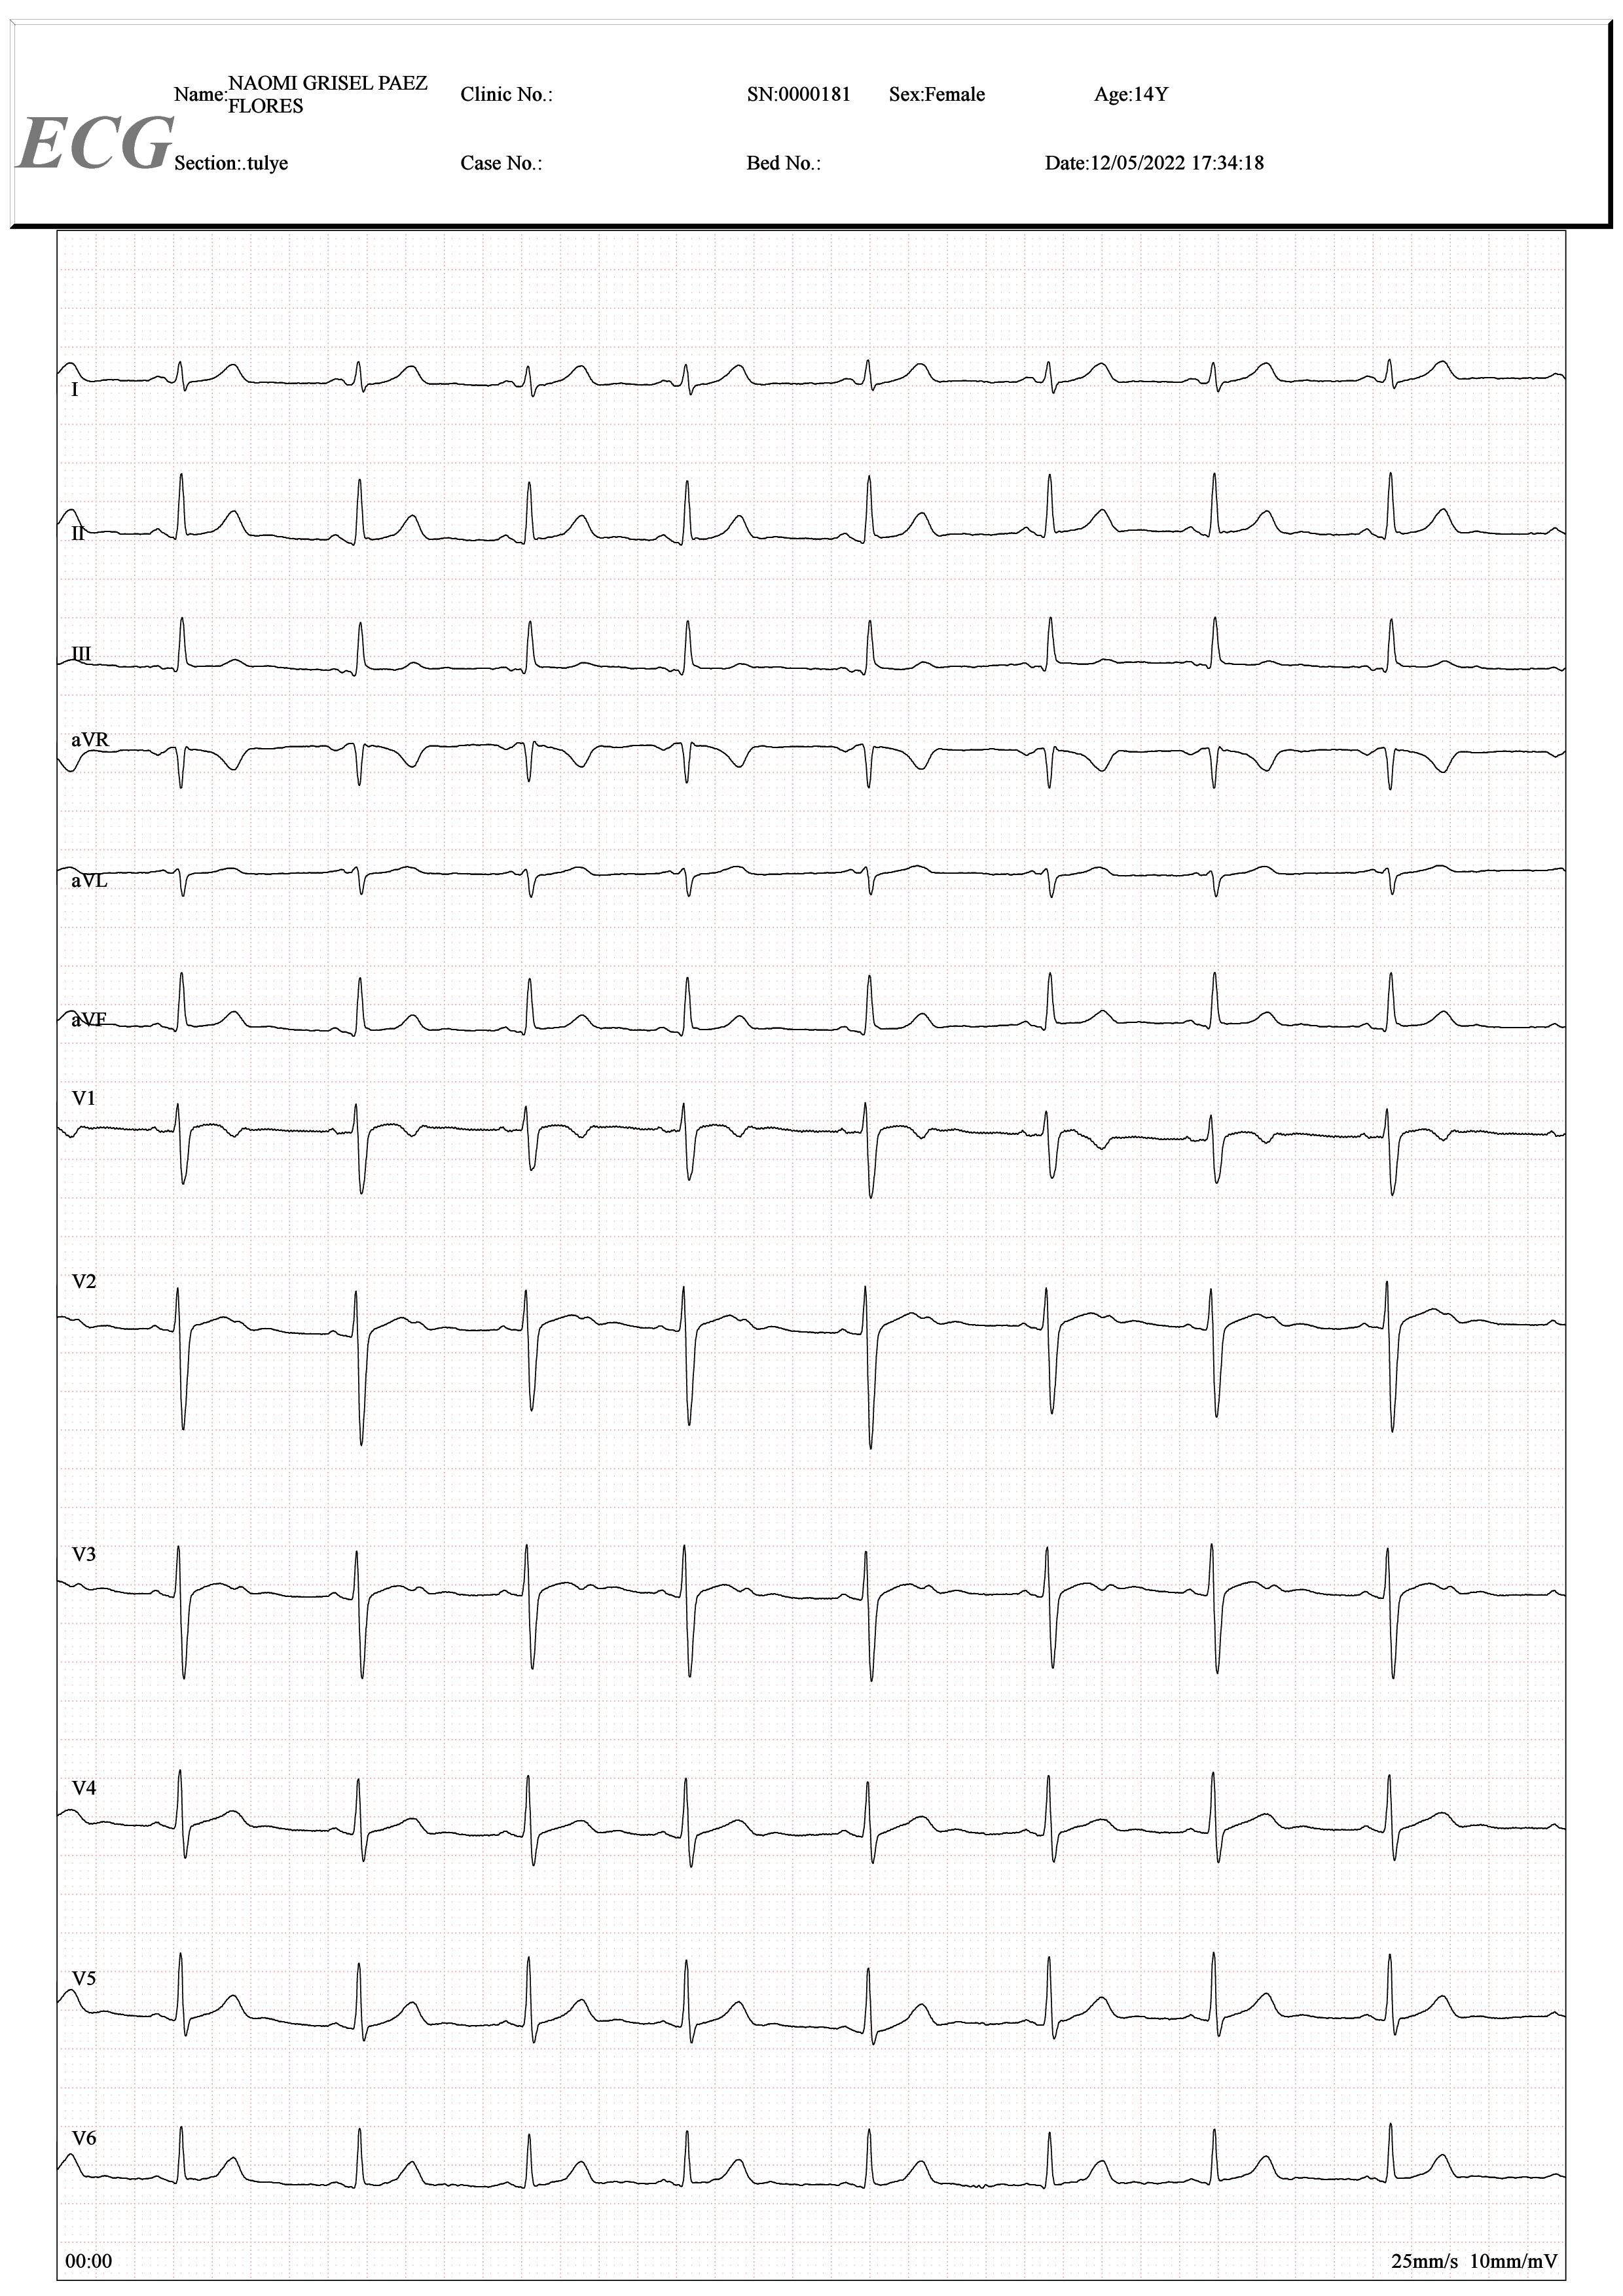 ECG
Name:NAOMI GRISEL PAEZ FLORES
Clinic No.:
SN:0000181
Sex:Female
Age:14Y
Section:.tulye
Case No.:
Bed No.:
Date:12/05/2022 17:34:18
I
II
III
aVR
aVL
aVF
V1
V2
V3
V4
V5
V6
00:00
25mm/s 10mm/mV